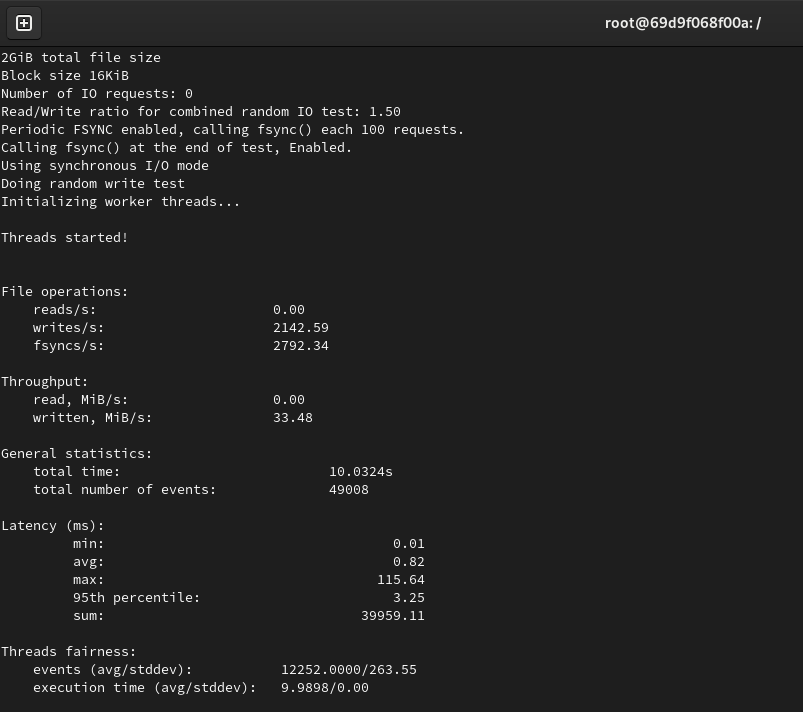 root@69d9f068f00a: /
2GiB total file size
Block size 16KiB
Number of IO requests: 0
Read/Write ratio for combined random IO test: 1.50
Periodic FSYNC enabled, calling fsync() each 100 requests.
Calling fsync() at the end of test, Enabled.
Using synchronous I/O mode
Doing random write test
Initializing worker threads...
Threads started!
File operations:
reads/s: 0.00
writes/s: 2142.59
fsyncs/s: 2792.34
Throughput:
read, MiB/s: 0.00
written, MiB/s: 33.48
General statistics:
total time: 10.0324s
total number of events: 49008
Latency (ms):
min: 0.01
avg: 0.82
max: 115.64
95th percentile: 3.25
sum: 39959.11
Threads fairness:
events (avg/stddev): 12252.0000/263.55
execution time (avg/stddev): 9.9898/0.00